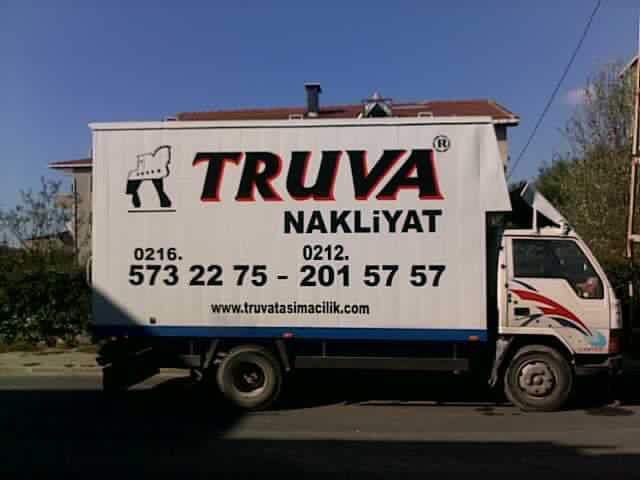 TRUVA®
NAKLiYAT
0216. 0212.
573 22 75 - 201 57 57
www.truvatasimacilik.com